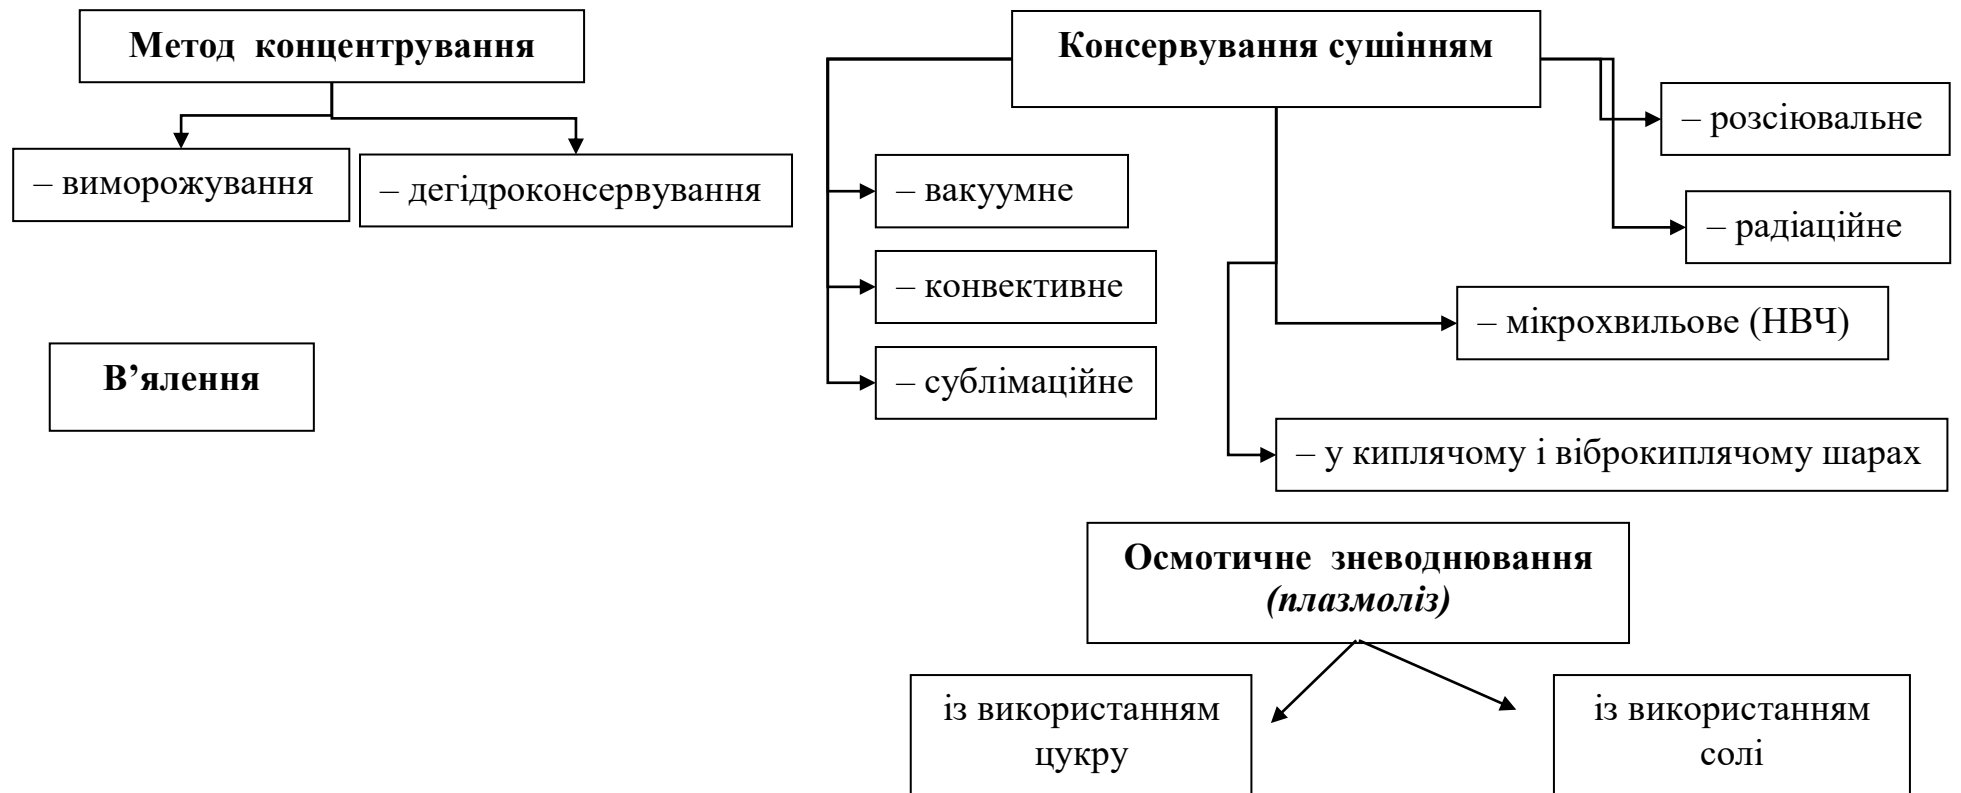 Метод концентрування
– виморожування
– дегідроконсервування
В’ялення
Консервування сушінням
– вакуумне
– конвективне
– сублімаційне
– розсіювальне
– радіаційне
– мікрохвильове (НВЧ)
– у киплячому і віброкиплячому шарах
Осмотичне зневоднювання
(плазмоліз)
із використанням
цукру
із використанням
солі